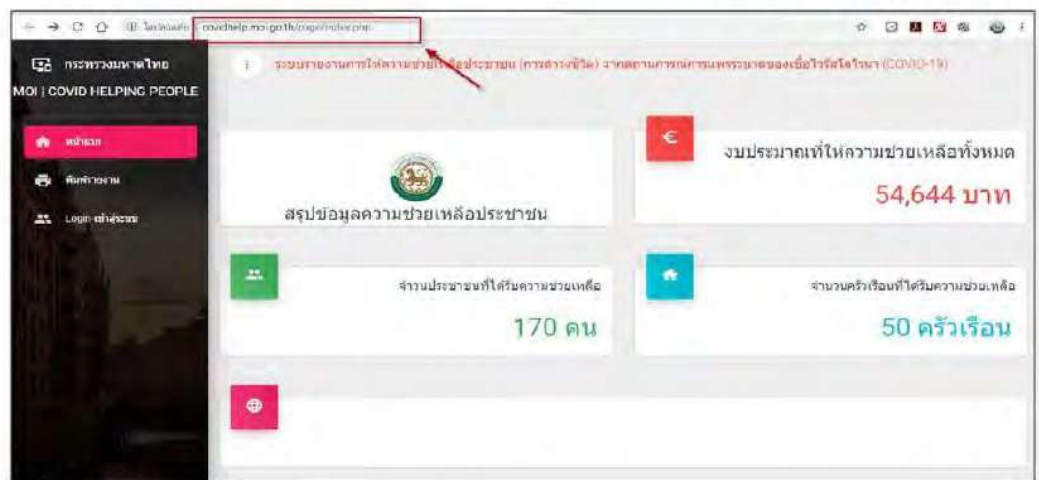 covidhelp.moi.go.th/page/index.php
กระทรวงมหาดไทย
MOI | COVID HELPING PEOPLE
ระบบรายงานการให้ความช่วยเหลือประชาชน (การดำรงชีวิต) จากสถานการณ์การแพร่ระบาดของเชื้อไวรัสโคโรนา (COVID-19)
หน้าแรก
พิมพ์รายงาน
Login เข้าสู่ระบบ
สรุปข้อมูลความช่วยเหลือประชาชน
€
งบประมาณที่ให้ความช่วยเหลือทั้งหมด
54,644 บาท
จำนวนประชาชนที่ได้รับความช่วยเหลือ
170 คน
จำนวนครัวเรือนที่ได้รับความช่วยเหลือ
50 ครัวเรือน